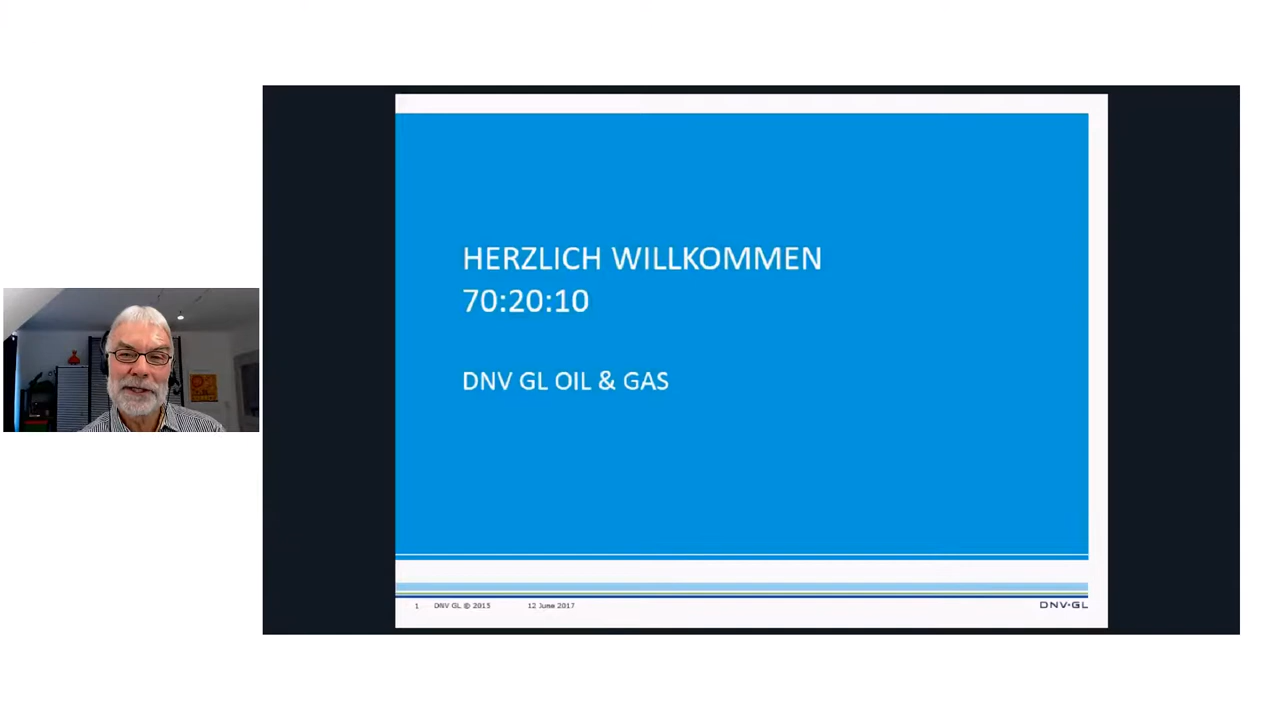 HERZLICH WILLKOMMEN
70:20:10
DNV GL OIL & GAS
1 DNV GL © 2015 12 June 2017
DNV·GL